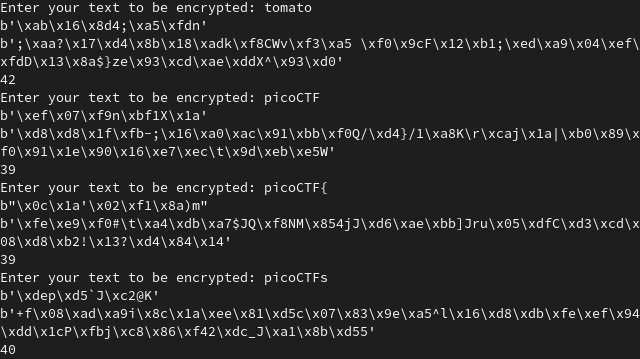 Enter your text to be encrypted: tomato
b'\xab\x16\x8d4;\xa5\xfdn'
b';\xaa?\x17\xd4\x8b\x18\xadk\xf8CWv\xf3\xa5 \xf0\x9cF\x12\xb1;\xed\xa9\x04\xef\
xfdD\x13\x8a$}ze\x93\xcd\xae\xddX^\x93\xd0'
42
Enter your text to be encrypted: picoCTF
b'\xef\x07\xf9n\xbf1X\x1a'
b'\xd8\xd8\x1f\xfb-;\x16\xa0\xac\x91\xbb\xf0Q/\xd4}/1\xa8K\r\xcaj\x1a|\xb0\x89\x
f0\x91\x1e\x90\x16\xe7\xec\t\x9d\xeb\xe5W'
39
Enter your text to be encrypted: picoCTF{
b"\x0c\x1a'\x02\xf1\x8a)m"
b'\xfe\xe9\xf0#\t\xa4\xdb\xa7$JQ\xf8NM\x854jJ\xd6\xae\xbb]Jru\x05\xdfC\xd3\xcd\x
08\xd8\xb2!\x13?\xd4\x84\x14'
39
Enter your text to be encrypted: picoCTFs
b'\xdep\xd5`J\xc2@K'
b'+f\x08\xad\xa9i\x8c\x1a\xee\x81\xd5c\x07\x83\x9e\xa5^l\x16\xd8\xdb\xfe\xef\x94
\xdd\x1cP\xfbj\xc8\x86\xf42\xdc_J\xa1\x8b\xd55'
40